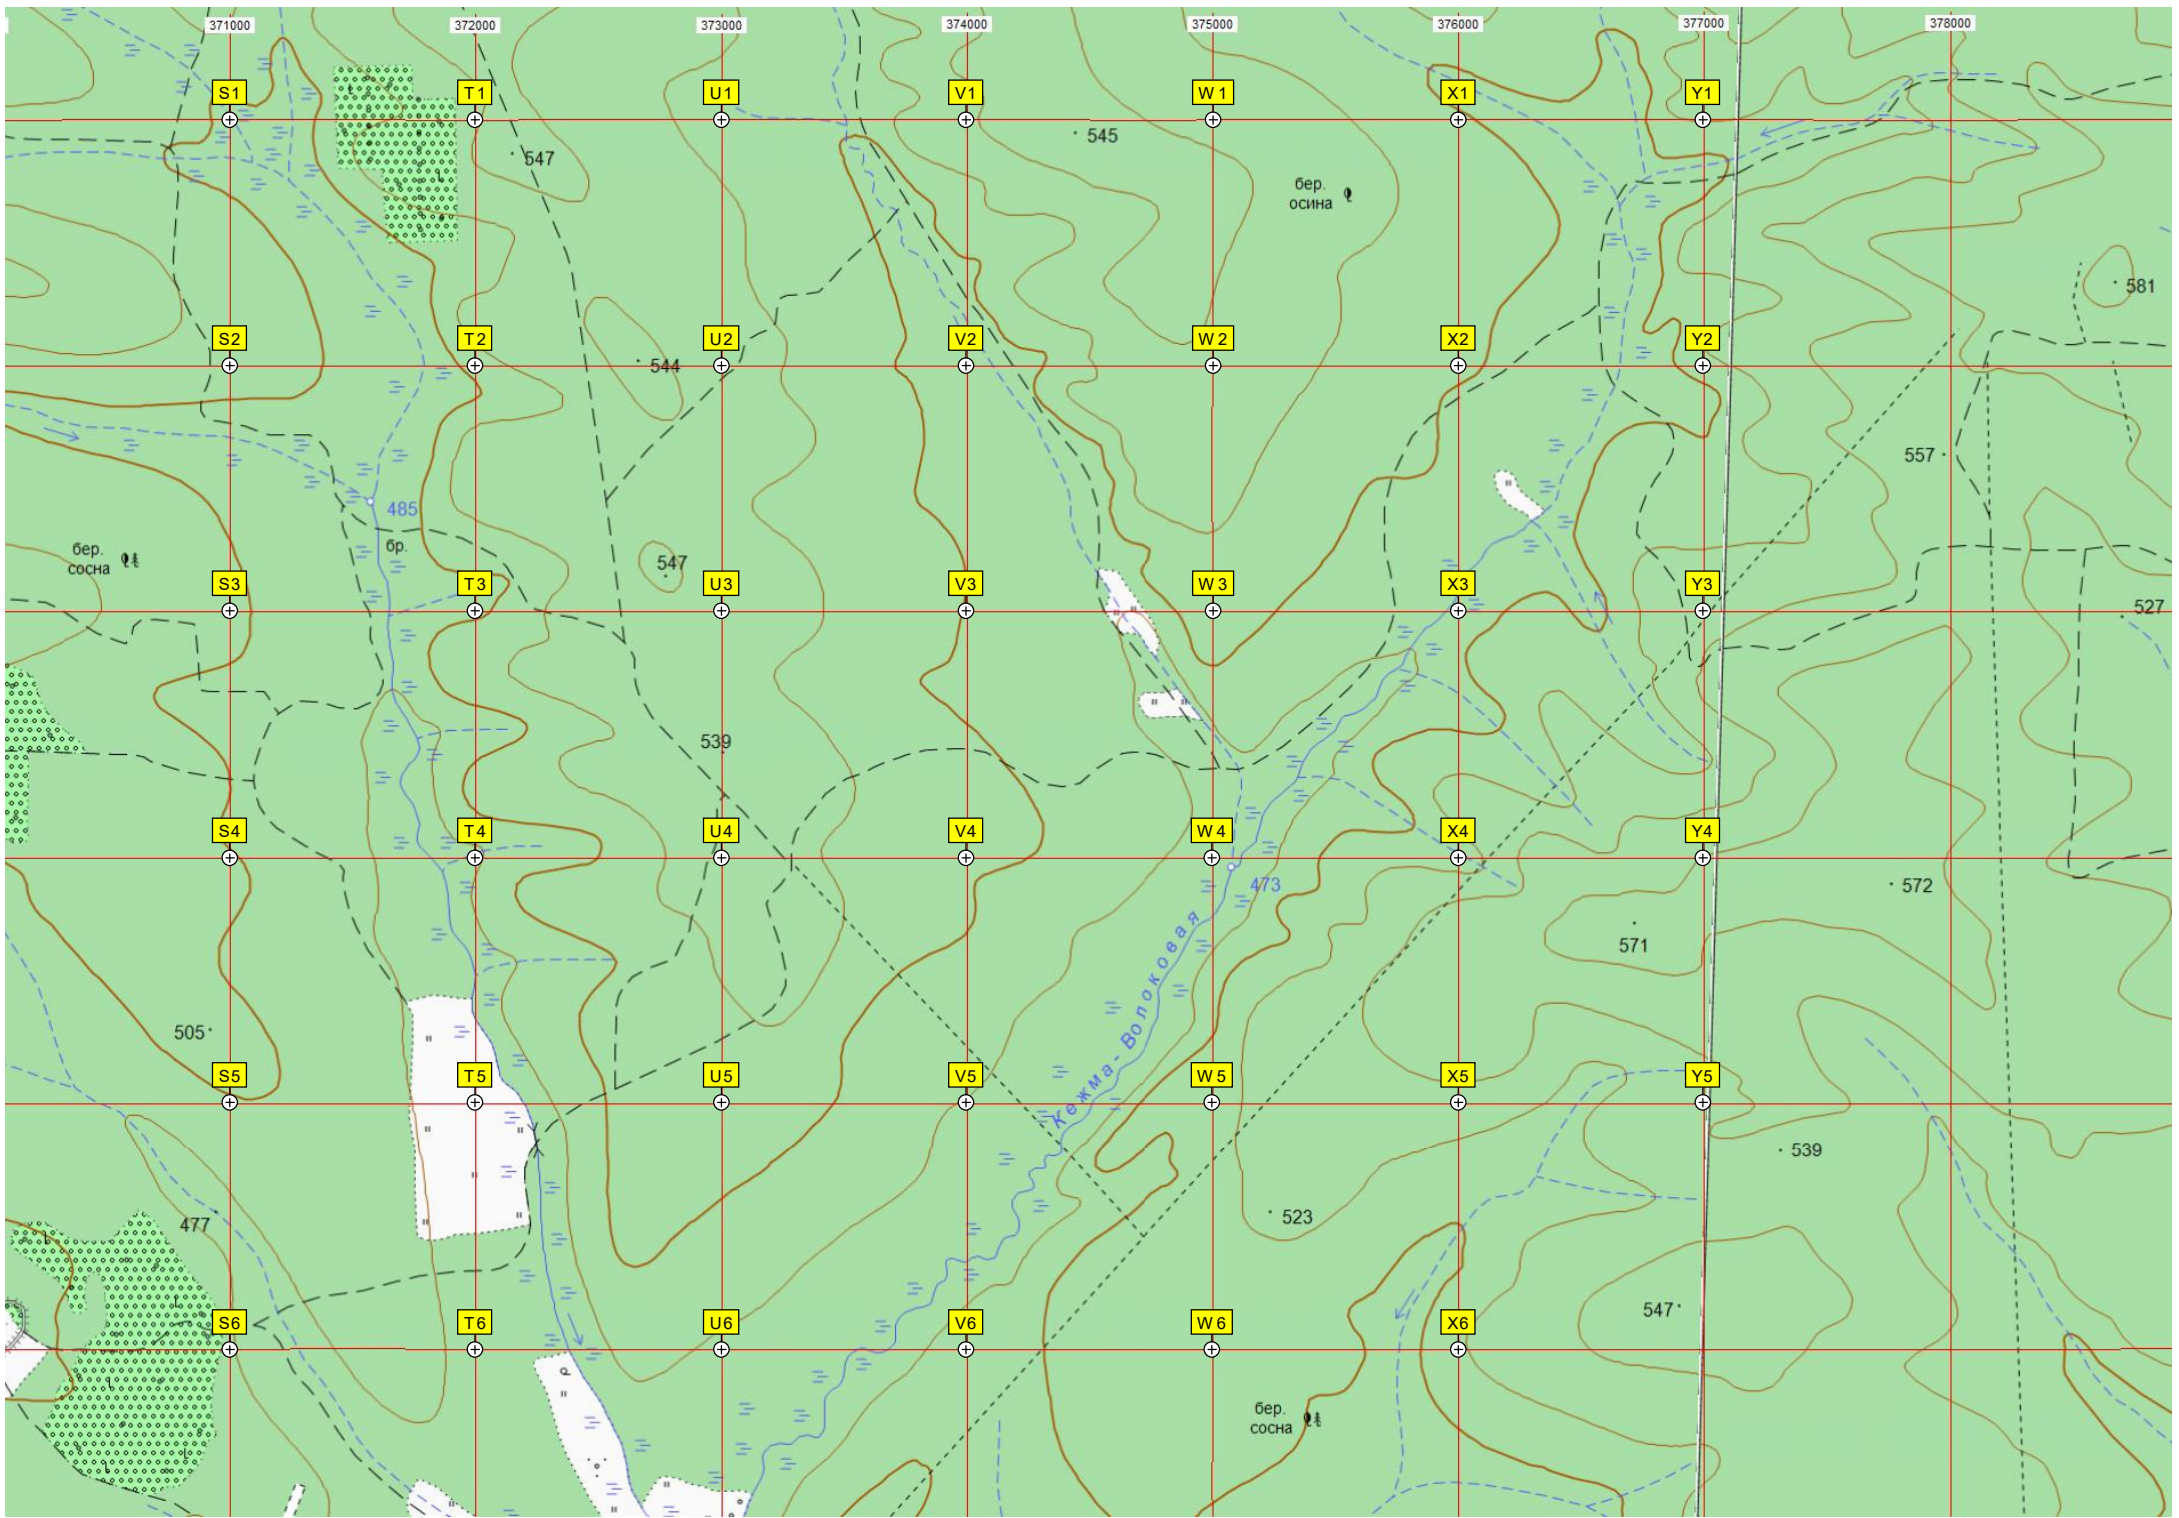 371000 372000 373000 374000 375000 376000 377000 378000
S1 T1 U1 V1 W1 X1 Y1
545
547
бер.
осина
581
S2 T2 U2 V2 W2 X2 Y2
544
557
485
бр.
бер.
сосна
547
S3 T3 U3 V3 W3 X3 Y3
527
539
S4 T4 U4 V4 W4 X4 Y4
473
572
571
Кежма-Волоковая
505
S5 T5 U5 V5 W5 X5 Y5
539
523
477
547
S6 T6 U6 V6 W6 X6
бер.
сосна